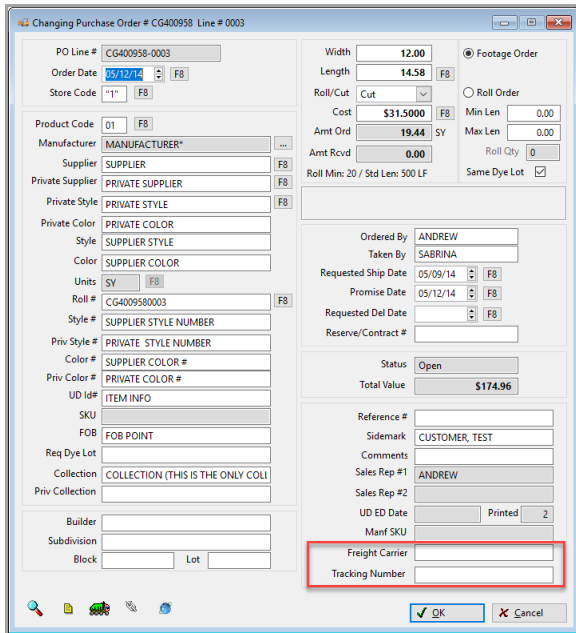 Changing Purchase Order # CG400958 Line # 0003
PO Line # CG400958-0003
Order Date 05/12/14 F8
Store Code "1" F8
Product Code 01 F8
Manufacturer MANUFACTURER* ...
Supplier SUPPLIER F8
Private Supplier PRIVATE SUPPLIER F8
Private Style PRIVATE STYLE F8
Private Color PRIVATE COLOR
Style SUPPLIER STYLE
Color SUPPLIER COLOR
Units SY F8
Roll # CG4009580003 F8
Style # SUPPLIER STYLE NUMBER
Priv Style # PRIVATE STYLE NUMBER
Color # SUPPLIER COLOR #
Priv Color # PRIVATE COLOR #
UD Id# ITEM INFO
SKU
FOB FOB POINT
Req Dye Lot
Collection COLLECTION (THIS IS THE ONLY COLL
Priv Collection
Builder
Subdivision
Block Lot
Width 12.00 Footage Order
Length 14.58 F8
Roll/Cut Cut Roll Order
Cost $31.5000 F8 Min Len 0.00
Amt Ord 19.44 SY Max Len 0.00
Amt Rcvd 0.00 Roll Qty 0
Roll Min: 20 / Std Len: 500 LF Same Dye Lot
Ordered By ANDREW
Taken By SABRINA
Requested Ship Date 05/09/14 F8
Promise Date 05/12/14 F8
Requested Del Date F8
Reserve/Contract #
Status Open
Total Value $174.96
Reference #
Sidemark CUSTOMER, TEST
Comments
Sales Rep #1 ANDREW
Sales Rep #2
UD ED Date Printed 2
Manf SKU
Freight Carrier
Tracking Number
OK Cancel